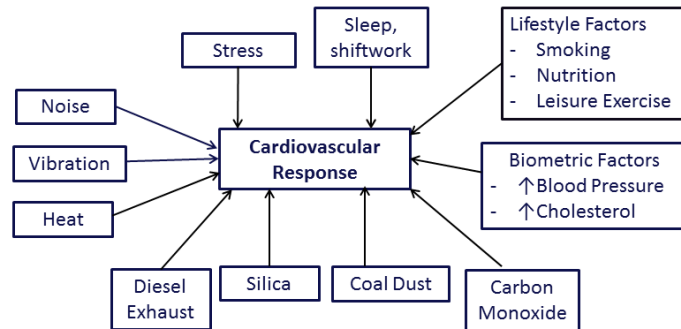 Stress
Sleep,
shiftwork
Lifestyle Factors
- Smoking
- Nutrition
- Leisure Exercise
Noise
Vibration
Heat
Cardiovascular
Response
Biometric Factors
- ↑Blood Pressure
- ↑Cholesterol
Diesel
Exhaust
Silica
Coal Dust
Carbon
Monoxide